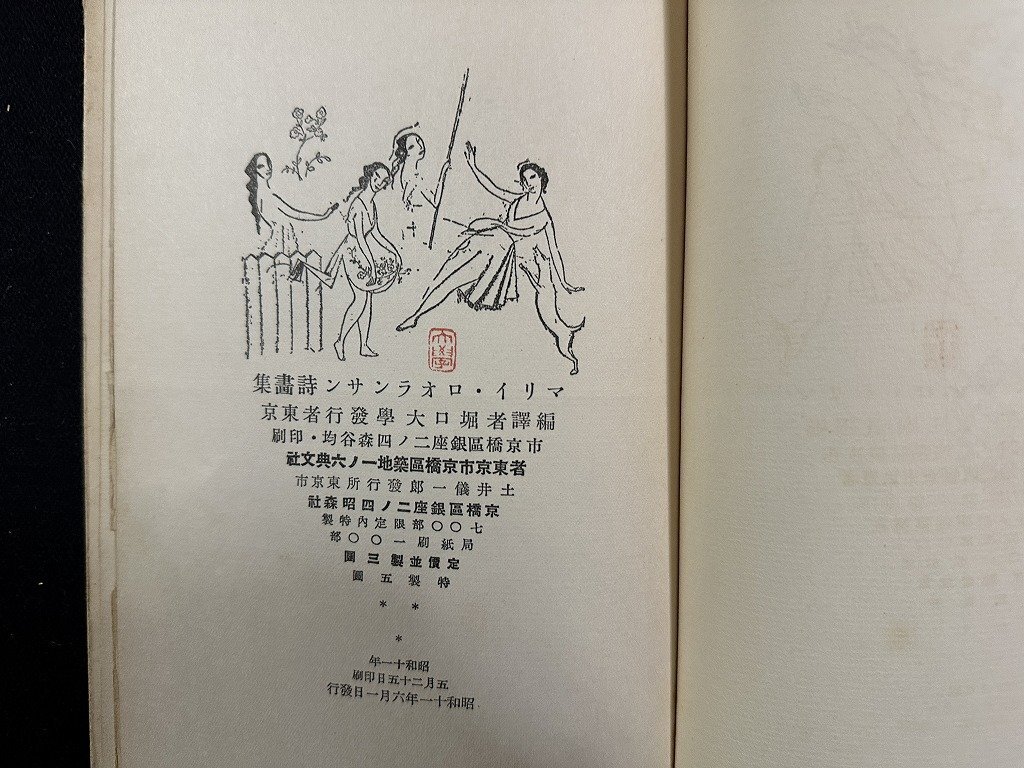 マリイ・ロオランサン詩畫集
編譯者堀口大學發行者東京
市京橋區銀座二ノ四森谷均・印刷
者東京市京橋區築地一ノ六典文社
土井儀一郎發行所東京市
京橋區銀座二ノ四昭森社
七〇〇部限定內特製
局紙刷一〇〇部
定價並製三圓
特製五圓
＊＊
＊
昭和十一年
五月二十五日印刷
昭和十一年六月一日發行